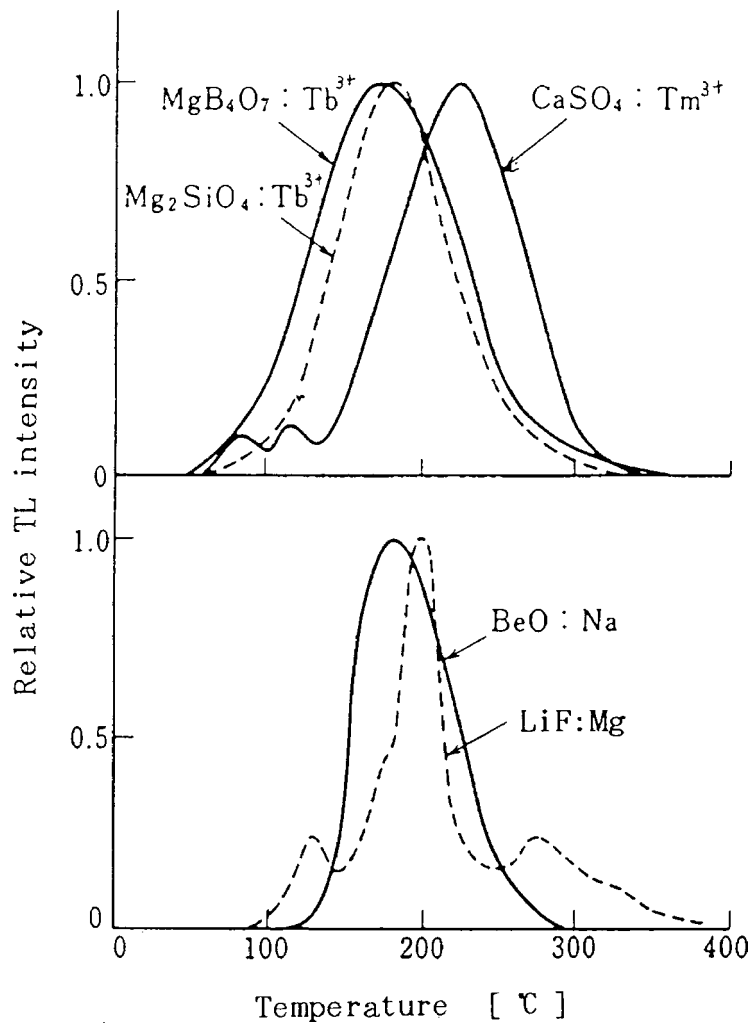 1.0
MgB₄O₇ : Tb³⁺
CaSO₄ : Tm³⁺
Mg₂SiO₄ : Tb³⁺
0.5
0
Relative TL intensity
1.0
BeO : Na
LiF:Mg
0.5
0
0 100 200 300 400
Temperature [ ℃ ]